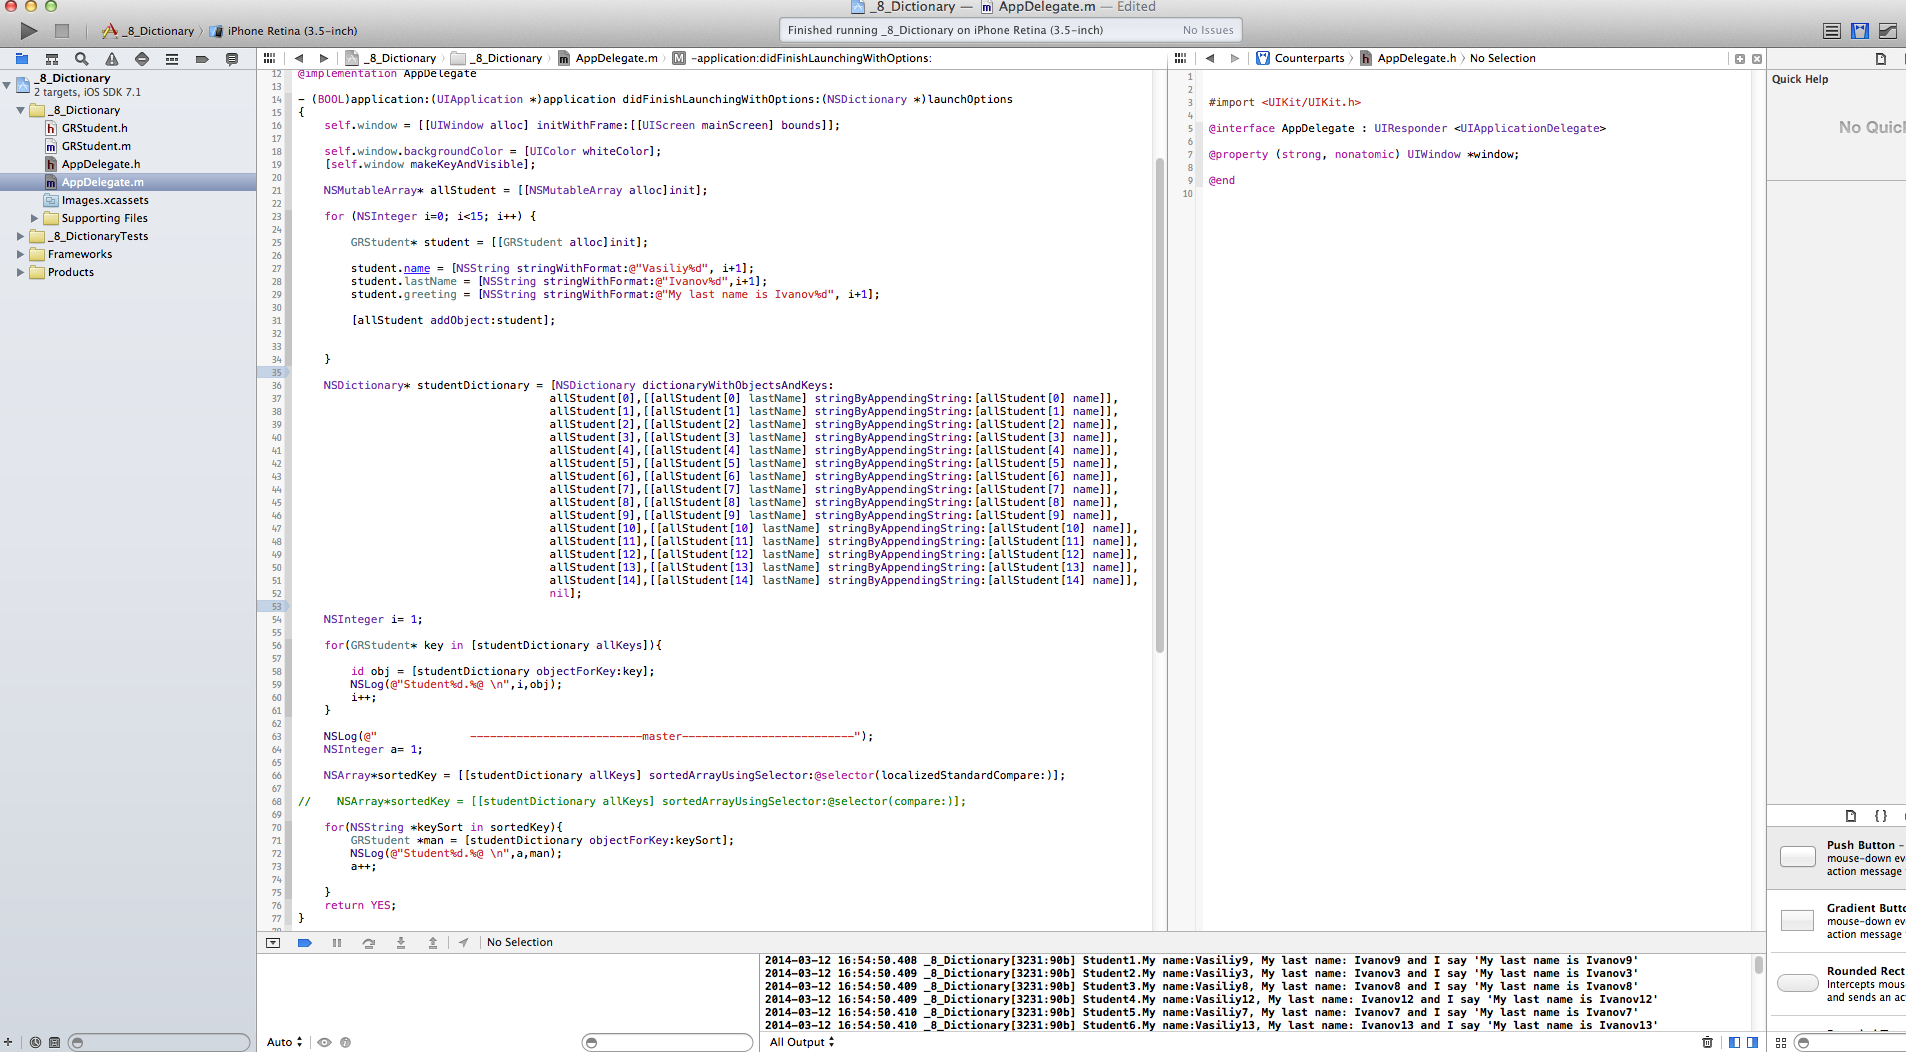 _8_Dictionary — AppDelegate.m — Edited
_8_Dictionary iPhone Retina (3.5-inch)
Finished running _8_Dictionary on iPhone Retina (3.5-inch) No Issues
_8_Dictionary
2 targets, iOS SDK 7.1
_8_Dictionary
GRStudent.h
GRStudent.m
AppDelegate.h
AppDelegate.m
Images.xcassets
Supporting Files
_8_DictionaryTests
Frameworks
Products
_8_Dictionary _8_Dictionary AppDelegate.m -application:didFinishLaunchingWithOptions:
12 @implementation AppDelegate
13
14 - (BOOL)application:(UIApplication *)application didFinishLaunchingWithOptions:(NSDictionary *)launchOptions
15 {
16 self.window = [[UIWindow alloc] initWithFrame:[[UIScreen mainScreen] bounds]];
17
18 self.window.backgroundColor = [UIColor whiteColor];
19 [self.window makeKeyAndVisible];
20
21 NSMutableArray* allStudent = [[NSMutableArray alloc]init];
22
23 for (NSInteger i=0; i<15; i++) {
24
25 GRStudent* student = [[GRStudent alloc]init];
26
27 student.name = [NSString stringWithFormat:@"Vasiliy%d", i+1];
28 student.lastName = [NSString stringWithFormat:@"Ivanov%d",i+1];
29 student.greeting = [NSString stringWithFormat:@"My last name is Ivanov%d", i+1];
30
31 [allStudent addObject:student];
32
33
34 }
35
36 NSDictionary* studentDictionary = [NSDictionary dictionaryWithObjectsAndKeys:
37 allStudent[0],[[allStudent[0] lastName] stringByAppendingString:[allStudent[0] name]],
38 allStudent[1],[[allStudent[1] lastName] stringByAppendingString:[allStudent[1] name]],
39 allStudent[2],[[allStudent[2] lastName] stringByAppendingString:[allStudent[2] name]],
40 allStudent[3],[[allStudent[3] lastName] stringByAppendingString:[allStudent[3] name]],
41 allStudent[4],[[allStudent[4] lastName] stringByAppendingString:[allStudent[4] name]],
42 allStudent[5],[[allStudent[5] lastName] stringByAppendingString:[allStudent[5] name]],
43 allStudent[6],[[allStudent[6] lastName] stringByAppendingString:[allStudent[6] name]],
44 allStudent[7],[[allStudent[7] lastName] stringByAppendingString:[allStudent[7] name]],
45 allStudent[8],[[allStudent[8] lastName] stringByAppendingString:[allStudent[8] name]],
46 allStudent[9],[[allStudent[9] lastName] stringByAppendingString:[allStudent[9] name]],
47 allStudent[10],[[allStudent[10] lastName] stringByAppendingString:[allStudent[10] name]],
48 allStudent[11],[[allStudent[11] lastName] stringByAppendingString:[allStudent[11] name]],
49 allStudent[12],[[allStudent[12] lastName] stringByAppendingString:[allStudent[12] name]],
50 allStudent[13],[[allStudent[13] lastName] stringByAppendingString:[allStudent[13] name]],
51 allStudent[14],[[allStudent[14] lastName] stringByAppendingString:[allStudent[14] name]],
52 nil];
53
54 NSInteger i= 1;
55
56 for(GRStudent* key in [studentDictionary allKeys]){
57
58 id obj = [studentDictionary objectForKey:key];
59 NSLog(@"Student%d.%@ \n",i,obj);
60 i++;
61 }
62
63 NSLog(@" --------------------------master--------------------------");
64 NSInteger a= 1;
65
66 NSArray*sortedKey = [[studentDictionary allKeys] sortedArrayUsingSelector:@selector(localizedStandardCompare:)];
67
68 // NSArray*sortedKey = [[studentDictionary allKeys] sortedArrayUsingSelector:@selector(compare:)];
69
70 for(NSString *keySort in sortedKey){
71 GRStudent *man = [studentDictionary objectForKey:keySort];
72 NSLog(@"Student%d.%@ \n",a,man);
73 a++;
74
75 }
76 return YES;
77 }
Counterparts AppDelegate.h No Selection
1
2
3 #import <UIKit/UIKit.h>
4
5 @interface AppDelegate : UIResponder <UIApplicationDelegate>
6
7 @property (strong, nonatomic) UIWindow *window;
8
9 @end
10
Quick Help
No Quic
{ }
Push Button -
mouse-down ev
action message
Gradient Butt
mouse-down ev
action message
Rounded Rect
Intercepts mous
and sends an ac
No Selection
2014-03-12 16:54:50.408 _8_Dictionary[3231:90b] Student1.My name:Vasiliy9, My last name: Ivanov9 and I say 'My last name is Ivanov9'
2014-03-12 16:54:50.409 _8_Dictionary[3231:90b] Student2.My name:Vasiliy3, My last name: Ivanov3 and I say 'My last name is Ivanov3'
2014-03-12 16:54:50.409 _8_Dictionary[3231:90b] Student3.My name:Vasiliy8, My last name: Ivanov8 and I say 'My last name is Ivanov8'
2014-03-12 16:54:50.409 _8_Dictionary[3231:90b] Student4.My name:Vasiliy12, My last name: Ivanov12 and I say 'My last name is Ivanov12'
2014-03-12 16:54:50.410 _8_Dictionary[3231:90b] Student5.My name:Vasiliy7, My last name: Ivanov7 and I say 'My last name is Ivanov7'
2014-03-12 16:54:50.410 _8_Dictionary[3231:90b] Student6.My name:Vasiliy13, My last name: Ivanov13 and I say 'My last name is Ivanov13'
Auto
All Output